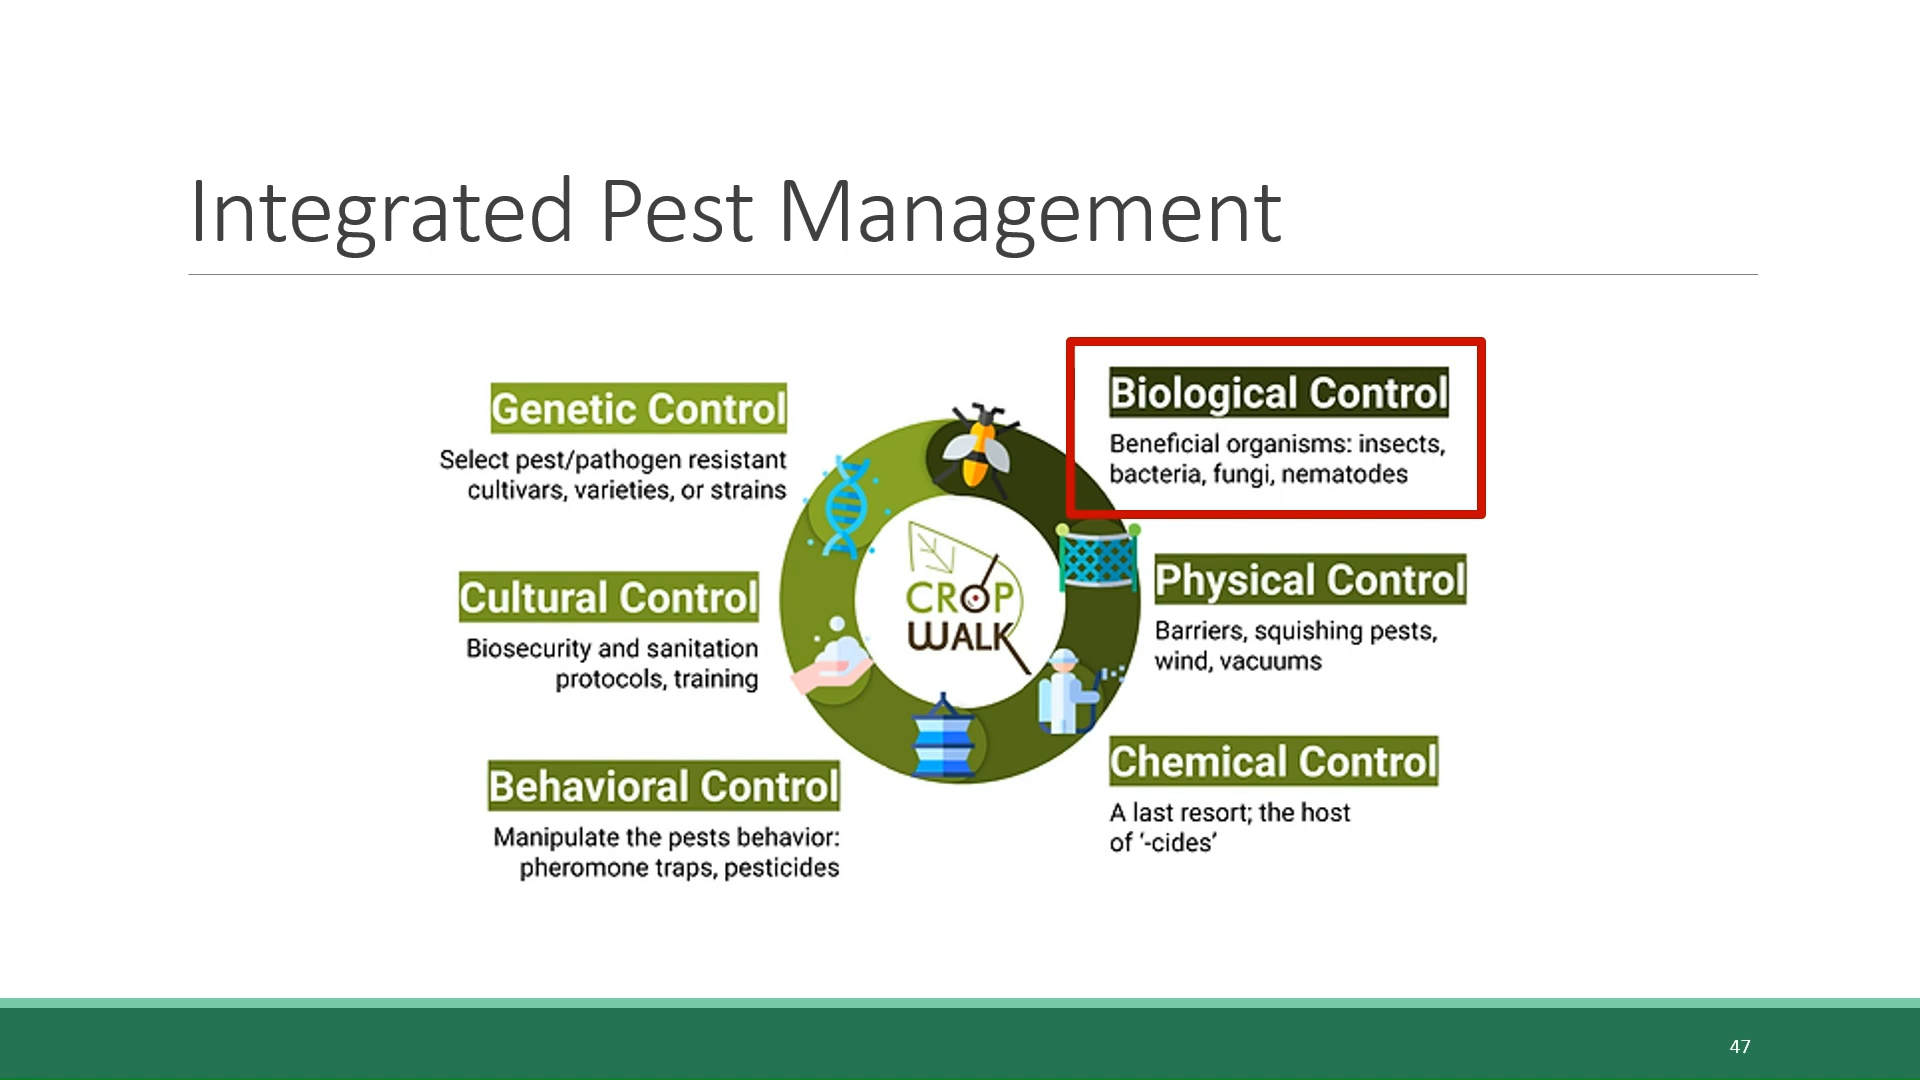 Integrated Pest Management
Genetic Control
Select pest/pathogen resistant
cultivars, varieties, or strains
Cultural Control
Biosecurity and sanitation
protocols, training
Behavioral Control
Manipulate the pests behavior:
pheromone traps, pesticides
CROP
WALK
Biological Control
Beneficial organisms: insects,
bacteria, fungi, nematodes
Physical Control
Barriers, squishing pests,
wind, vacuums
Chemical Control
A last resort; the host
of ‘-cides’
47